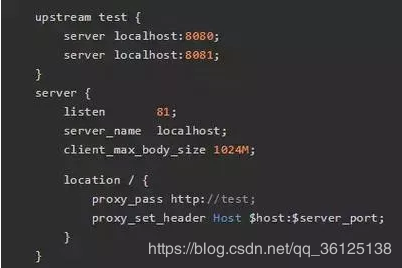 upstream test {
    server localhost:8080;
    server localhost:8081;
}
server {
    listen       81;
    server_name  localhost;
    client_max_body_size 1024M;

    location / {
        proxy_pass http://test;
        proxy_set_header Host $host:$server_port;
    }
}
https://blog.csdn.net/qq_36125138